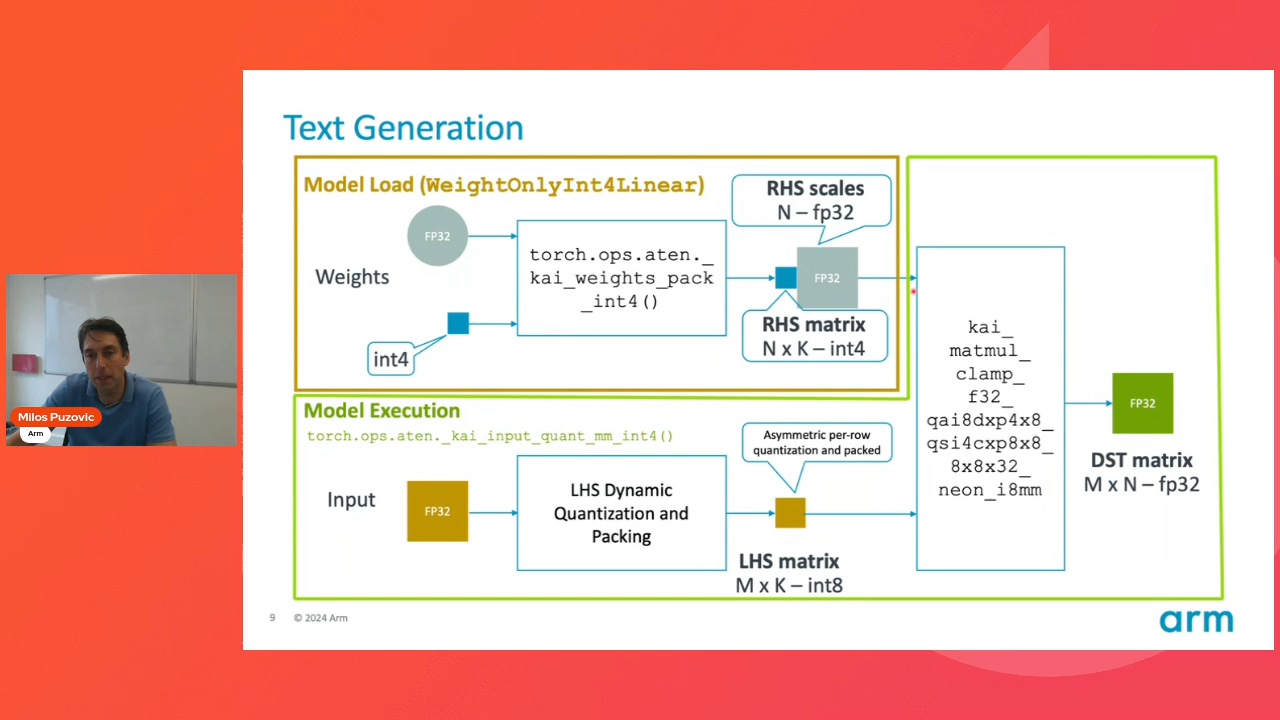 Text Generation
Model Load (WeightOnlyInt4Linear)
RHS scales
N – fp32
FP32
torch.ops.aten._
kai_weights_pack
_int4()
Weights
FP32
RHS matrix
N x K – int4
int4
kai_
matmul_
clamp_
f32_
qai8dxp4x8_
qsi4cxp8x8_
8x8x32_
neon_i8mm
FP32
DST matrix
M x N – fp32
Model Execution
torch.ops.aten._kai_input_quant_mm_int4()
Asymmetric per-row
quantization and packed
Input
FP32
LHS Dynamic
Quantization and
Packing
LHS matrix
M x K – int8
9 © 2024 Arm
arm
Milos Puzovic
Arm